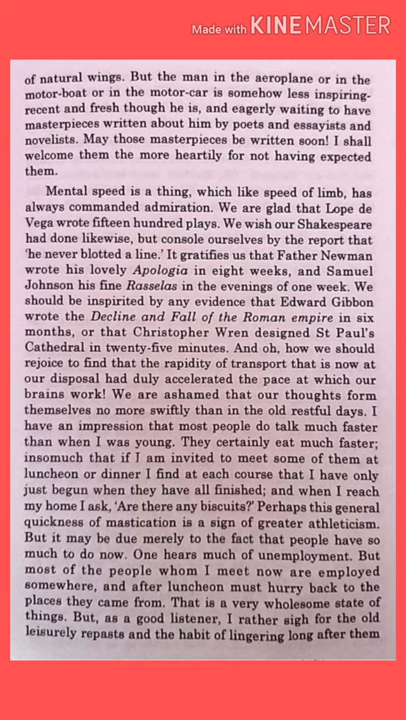 Made with KINEMASTER
of natural wings. But the man in the aeroplane or in the
motor-boat or in the motor-car is somehow less inspiring-
recent and fresh though he is, and eagerly waiting to have
masterpieces written about him by poets and essayists and
novelists. May those masterpieces be written soon! I shall
welcome them the more heartily for not having expected
them.
Mental speed is a thing, which like speed of limb, has
always commanded admiration. We are glad that Lope de
Vega wrote fifteen hundred plays. We wish our Shakespeare
had done likewise, but console ourselves by the report that
'he never blotted a line.' It gratifies us that Father Newman
wrote his lovely Apologia in eight weeks, and Samuel
Johnson his fine Rasselas in the evenings of one week. We
should be inspirited by any evidence that Edward Gibbon
wrote the Decline and Fall of the Roman empire in six
months, or that Christopher Wren designed St Paul's
Cathedral in twenty-five minutes. And oh, how we should
rejoice to find that the rapidity of transport that is now at
our disposal had duly accelerated the pace at which our
brains work! We are ashamed that our thoughts form
themselves no more swiftly than in the old restful days. I
have an impression that most people do talk much faster
than when I was young. They certainly eat much faster;
insomuch that if I am invited to meet some of them at
luncheon or dinner I find at each course that I have only
just begun when they have all finished; and when I reach
my home I ask, 'Are there any biscuits?' Perhaps this general
quickness of mastication is a sign of greater athleticism.
But it may be due merely to the fact that people have so
much to do now. One hears much of unemployment. But
most of the people whom I meet now are employed
somewhere, and after luncheon must hurry back to the
places they came from. That is a very wholesome state of
things. But, as a good listener, I rather sigh for the old
leisurely repasts and the habit of lingering long after them